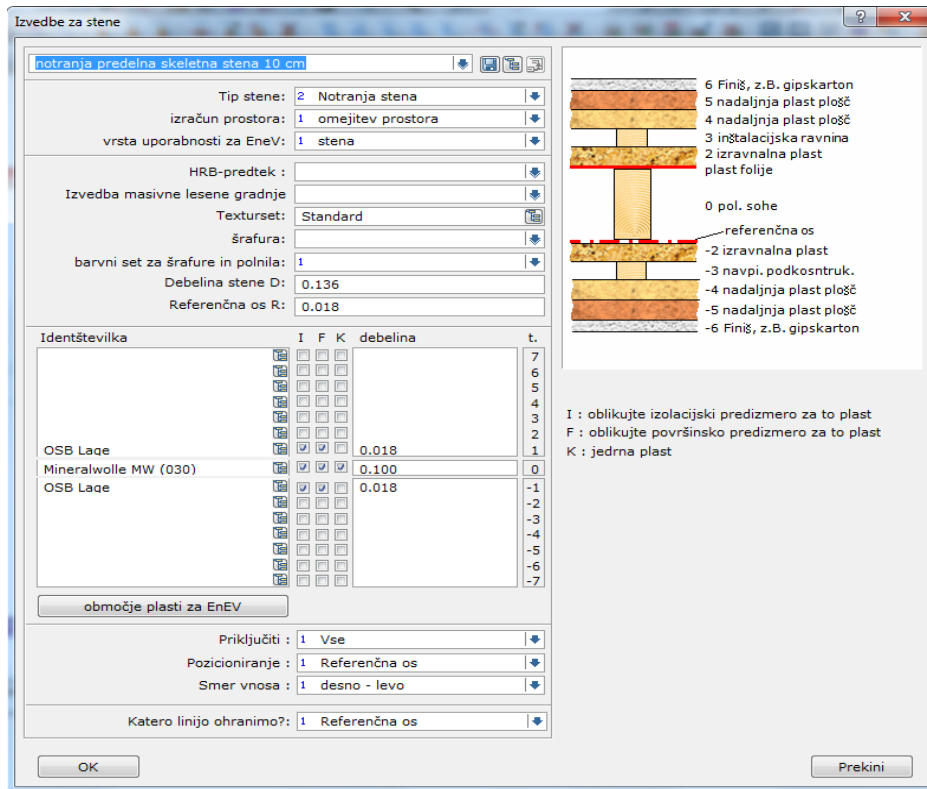 Izvedbe za stene
notranja predelna skeletna stena 10 cm
Tip stene: 2 Notranja stena
izračun prostora: 1 omejitev prostora
vrsta uporabnosti za EneV: 1 stena
HRB-predtek :
Izvedba masivne lesene gradnje
Texturset: Standard
šrafura:
barvni set za šrafure in polnila: 1
Debelina stene D: 0.136
Referenčna os R: 0.018
Identštevilka I F K debelina t.
7
6
5
4
3
2
OSB Lage 0.018 1
Mineralwolle MW (030) 0.100 0
OSB Lage 0.018 -1
-2
-3
-4
-5
-6
-7
območje plasti za EnEV
Priključiti : 1 Vse
Pozicioniranje : 1 Referenčna os
Smer vnosa : 1 desno - levo
Katero linijo ohranimo?: 1 Referenčna os
OK
Prekini
6 Finiš, z.B. gipskarton
5 nadaljnja plast plošč
4 nadaljnja plast plošč
3 inštalacijska ravnina
2 izravnalna plast
plast folije
0 pol. sohe
referenčna os
-2 izravnalna plast
-3 navpi. podkosntruk.
-4 nadaljnja plast plošč
-5 nadaljnja plast plošč
-6 Finiš, z.B. gipskarton
I : oblikujte izolacijski predizmero za to plast
F : oblikujte površinsko predizmero za to plast
K : jedrna plast